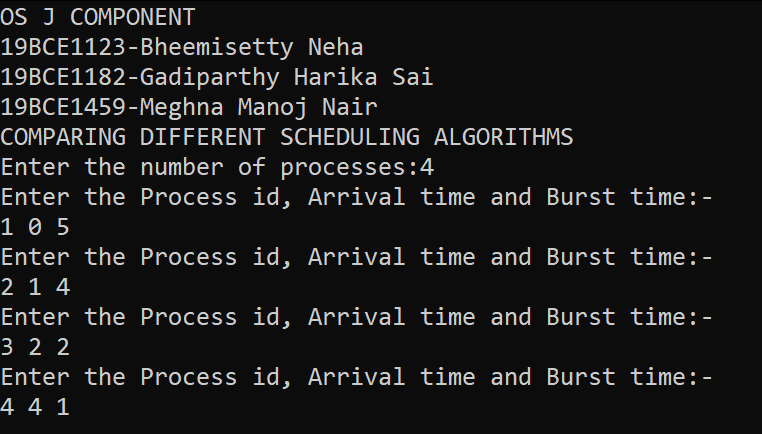 OS J COMPONENT
19BCE1123-Bheemisetty Neha
19BCE1182-Gadiparthy Harika Sai
19BCE1459-Meghna Manoj Nair
COMPARING DIFFERENT SCHEDULING ALGORITHMS
Enter the number of processes:4
Enter the Process id, Arrival time and Burst time:-
1 0 5
Enter the Process id, Arrival time and Burst time:-
2 1 4
Enter the Process id, Arrival time and Burst time:-
3 2 2
Enter the Process id, Arrival time and Burst time:-
4 4 1